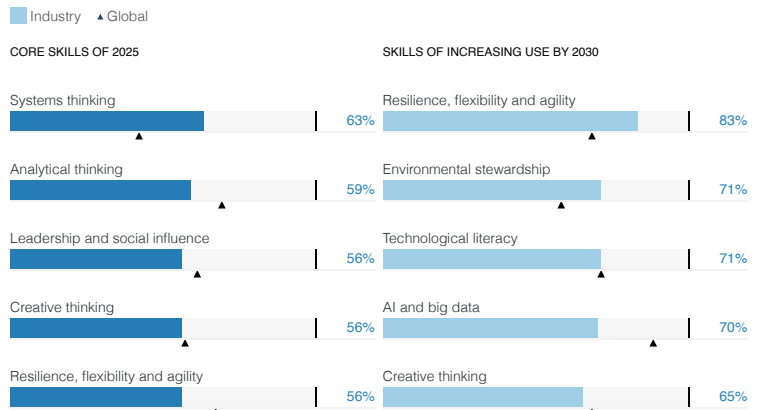 Industry Global
CORE SKILLS OF 2025
Systems thinking
63%
Analytical thinking
59%
Leadership and social influence
56%
Creative thinking
56%
Resilience, flexibility and agility
56%
SKILLS OF INCREASING USE BY 2030
Resilience, flexibility and agility
83%
Environmental stewardship
71%
Technological literacy
71%
AI and big data
70%
Creative thinking
65%